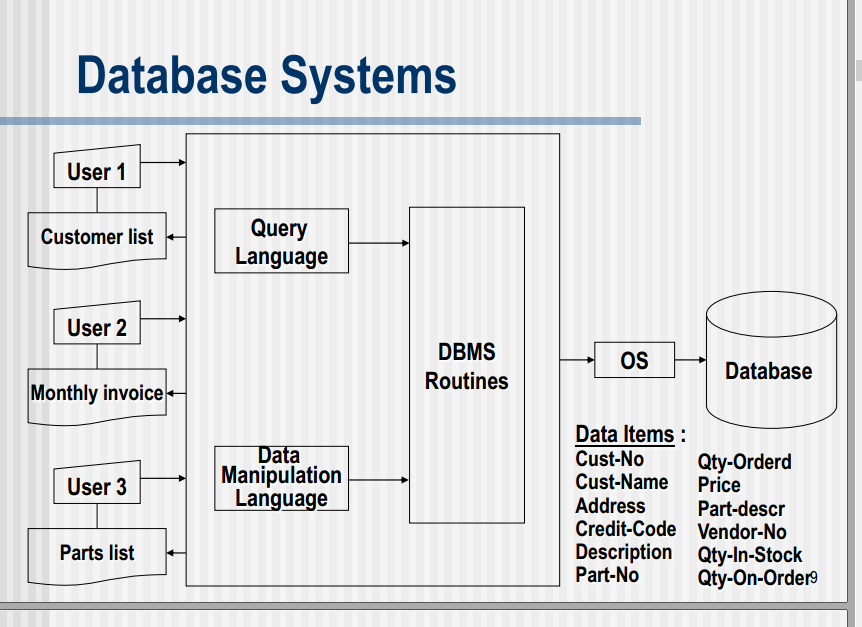 Database Systems
User 1
Customer list
User 2
Monthly invoice
User 3
Parts list
Query
Language
Data
Manipulation
Language
DBMS
Routines
OS
Database
Data Items :
Cust-No
Cust-Name
Address
Credit-Code
Description
Part-No
Qty-Orderd
Price
Part-descr
Vendor-No
Qty-In-Stock
Qty-On-Order
9